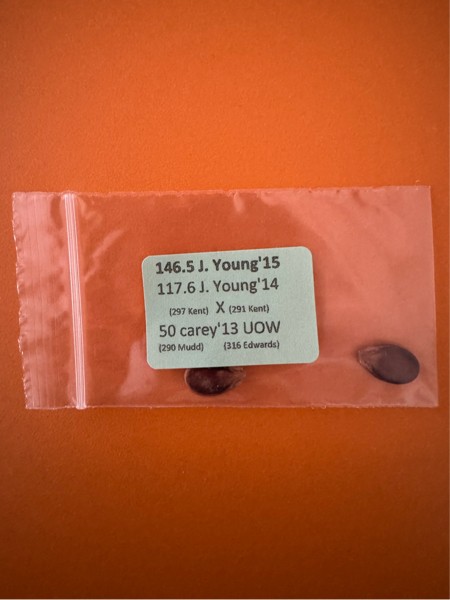 146.5 J. Young'15
117.6 J. Young'14
(297 Kent) X (291 Kent)
50 carey'13 UOW
(290 Mudd) (316 Edwards)